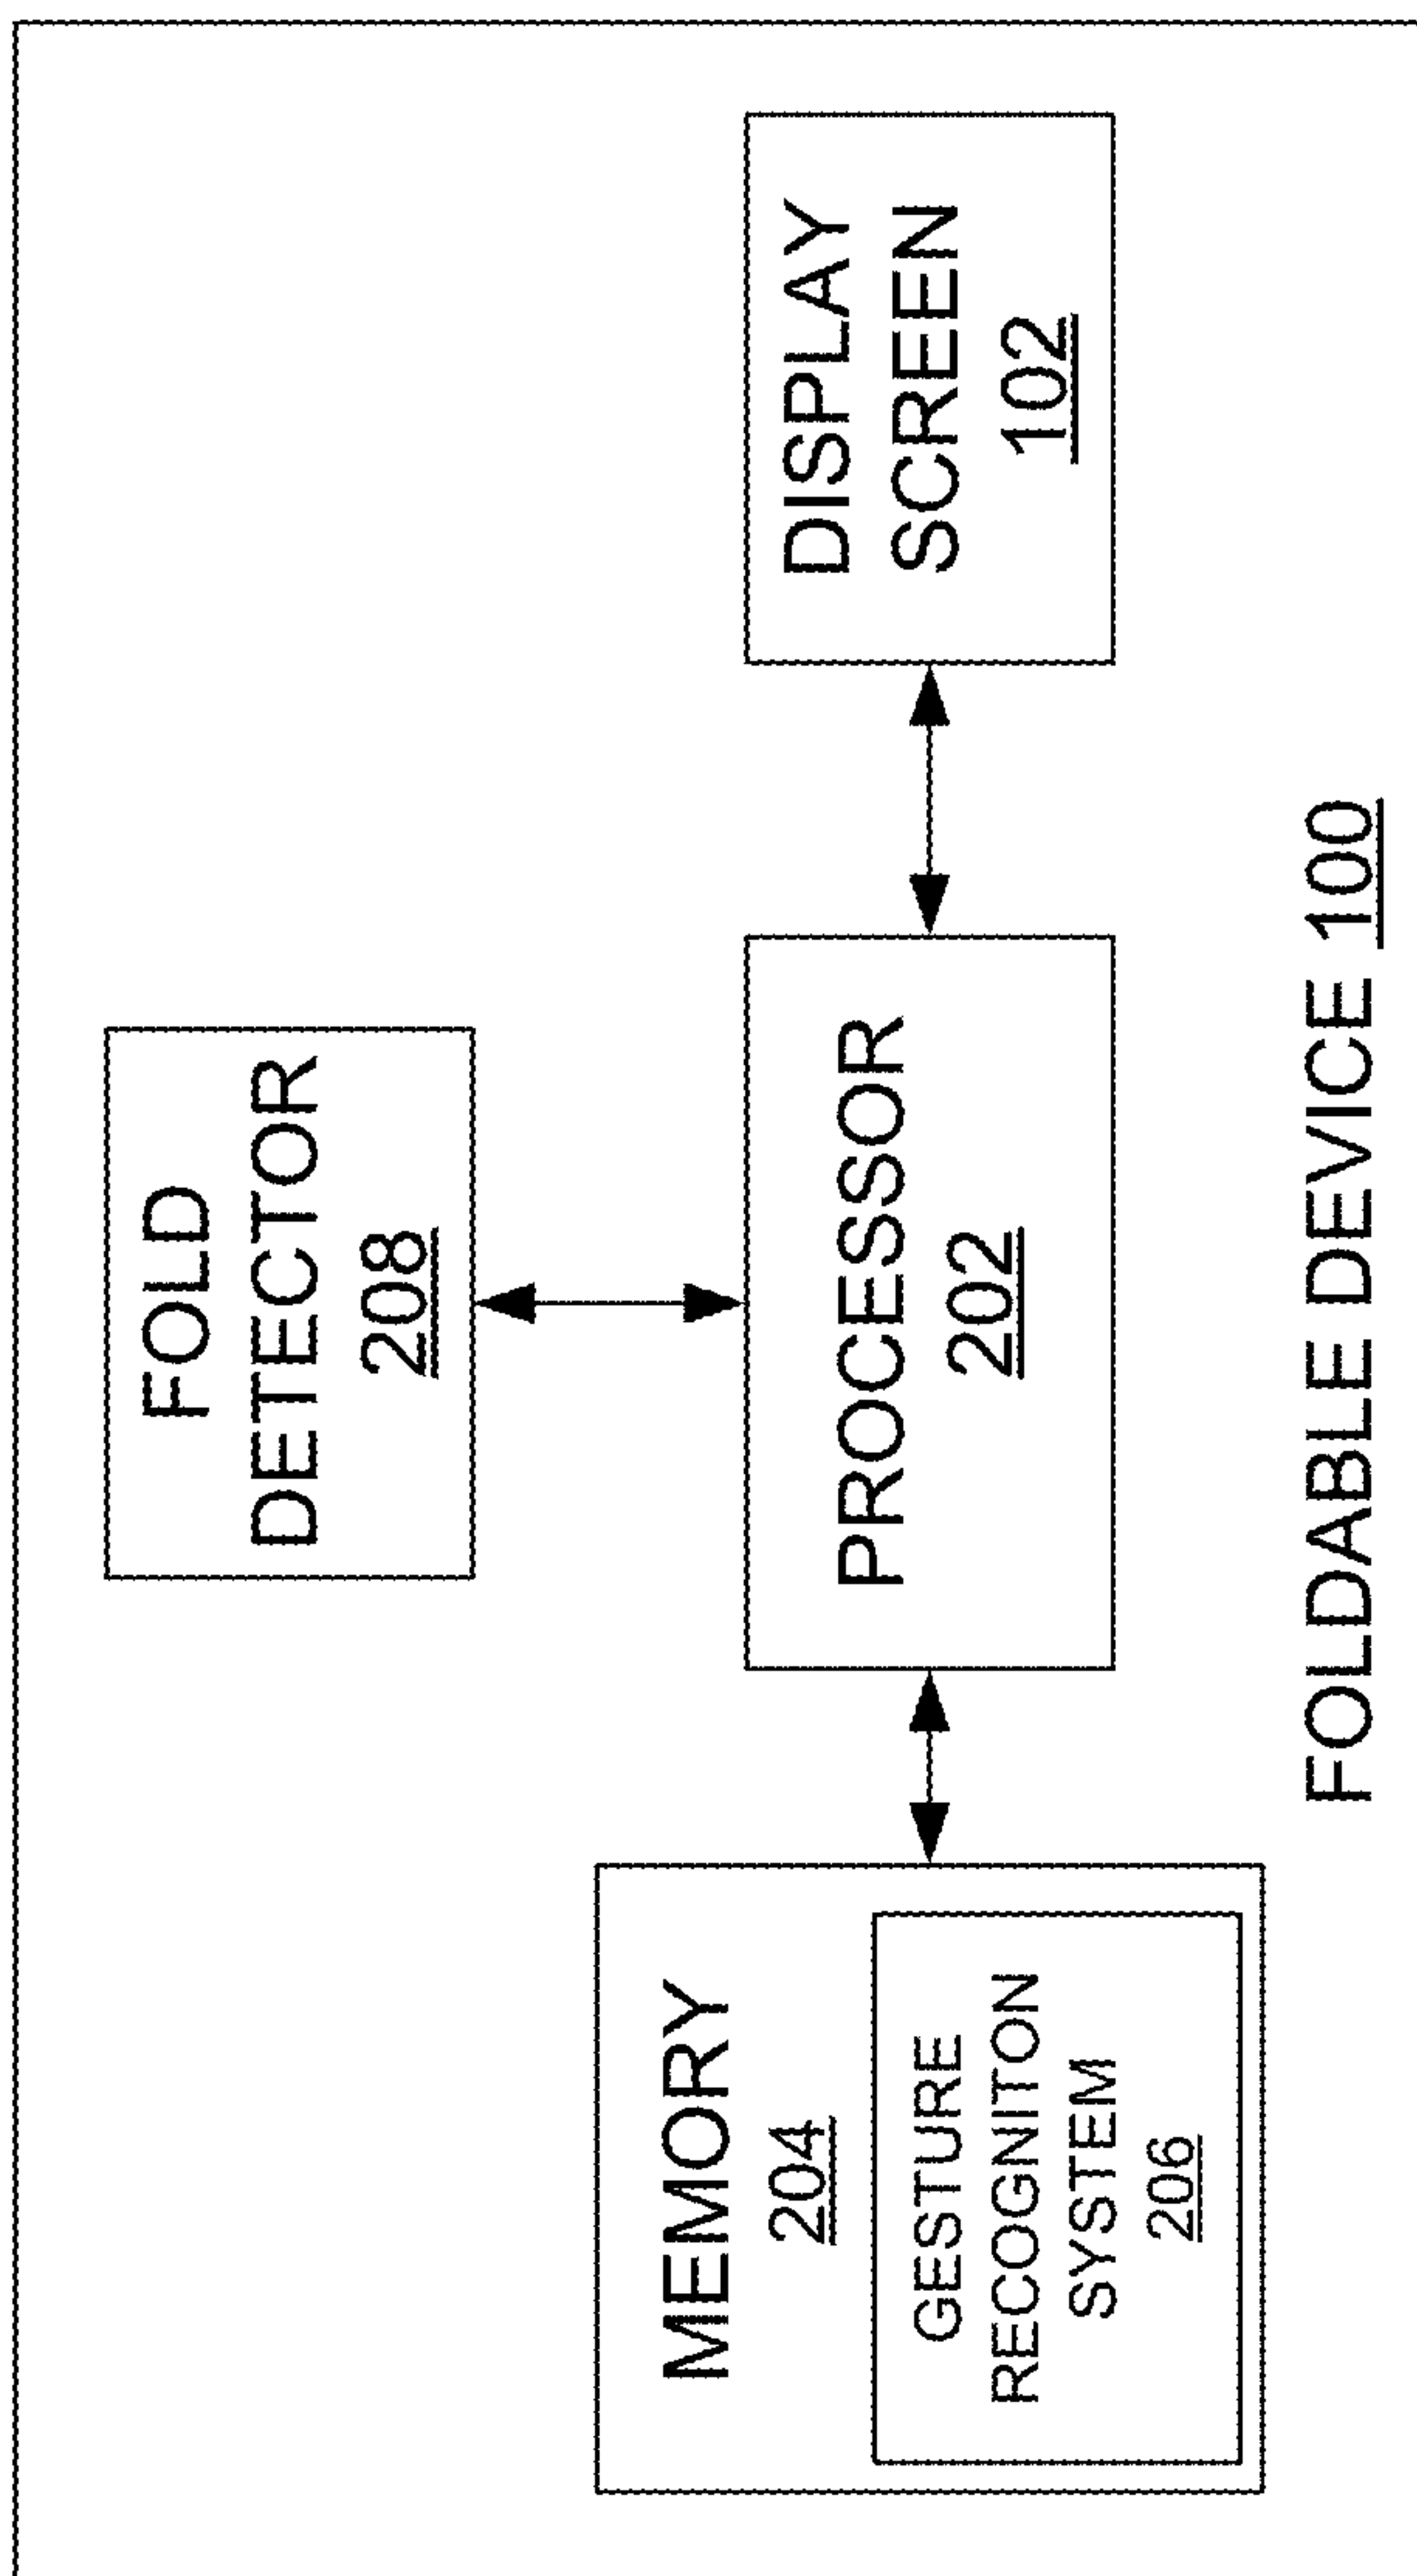 FOLD
DETECTOR
208
MEMORY
204
GESTURE
RECOGNITON
SYSTEM
206
PROCESSOR
202
DISPLAY
SCREEN
102
FOLDABLE DEVICE 100